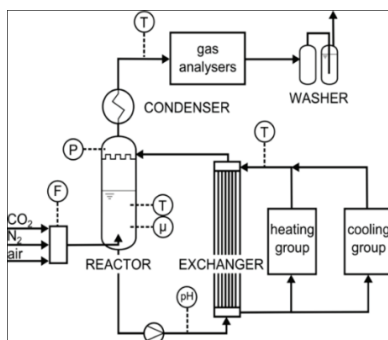 T
gas
analysers
CONDENSER
WASHER
P
T
F
CO2
N2
air
T
μ
heating
group
cooling
group
REACTOR
EXCHANGER
pH